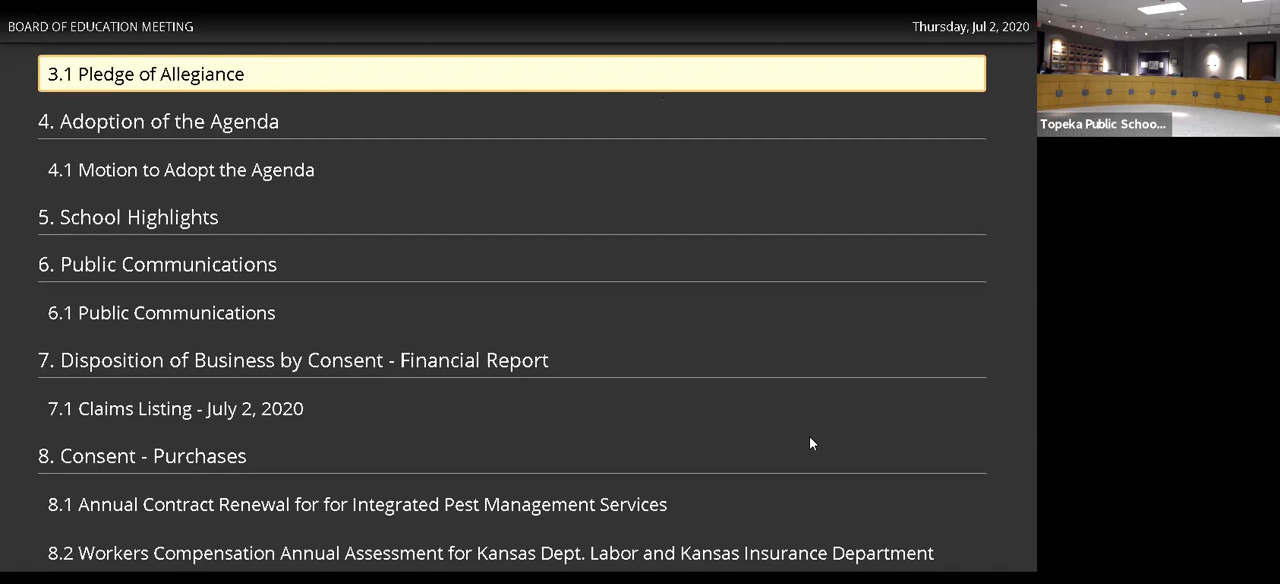 BOARD OF EDUCATION MEETING
Thursday, Jul 2, 2020
3.1 Pledge of Allegiance
4. Adoption of the Agenda
4.1 Motion to Adopt the Agenda
5. School Highlights
6. Public Communications
6.1 Public Communications
7. Disposition of Business by Consent - Financial Report
7.1 Claims Listing - July 2, 2020
8. Consent - Purchases
8.1 Annual Contract Renewal for for Integrated Pest Management Services
8.2 Workers Compensation Annual Assessment for Kansas Dept. Labor and Kansas Insurance Department
Topeka Public Schoo...